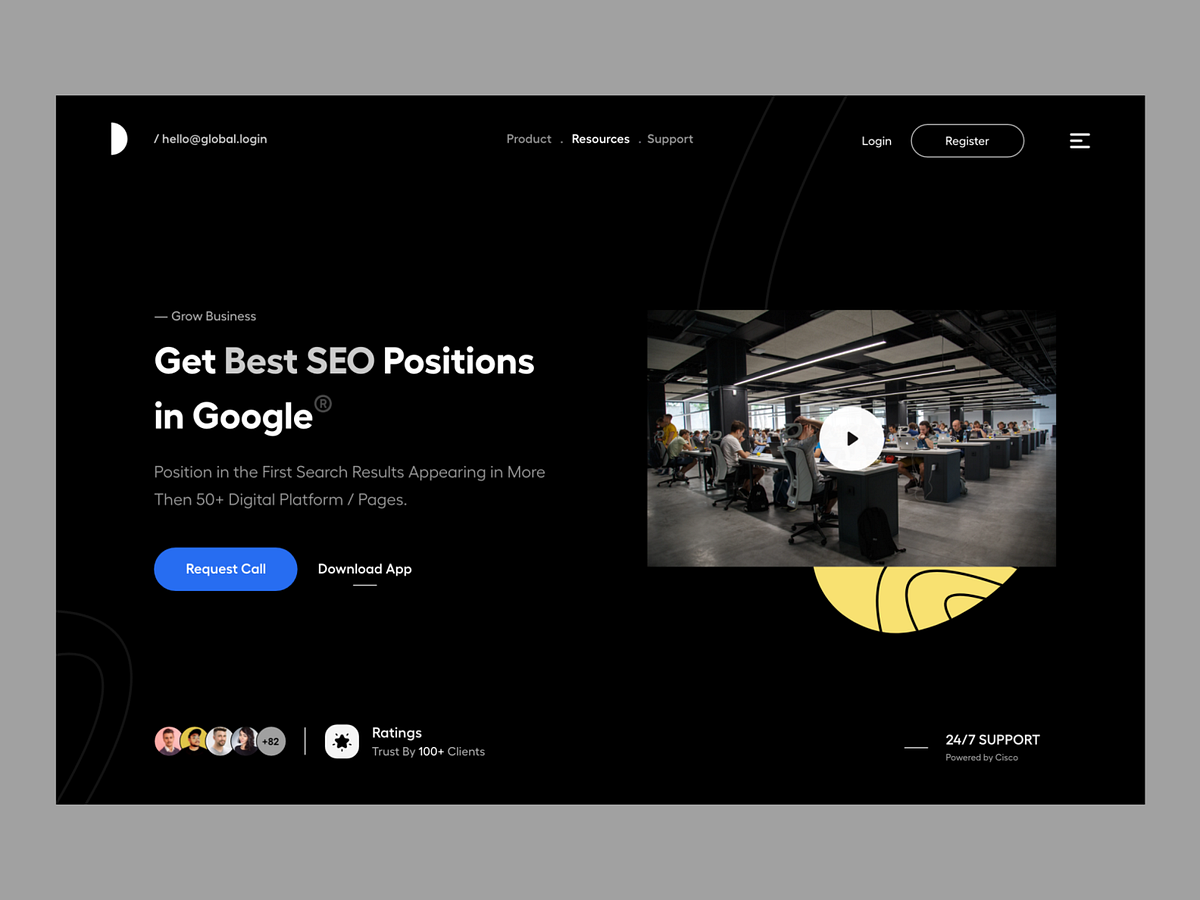 / hello@global.login
Product . Resources . Support
Login
Register
— Grow Business
Get Best SEO Positions
in Google®
Position in the First Search Results Appearing in More
Then 50+ Digital Platform / Pages.
Request Call
Download App
+82
Ratings
Trust By 100+ Clients
24/7 SUPPORT
Powered by Cisco